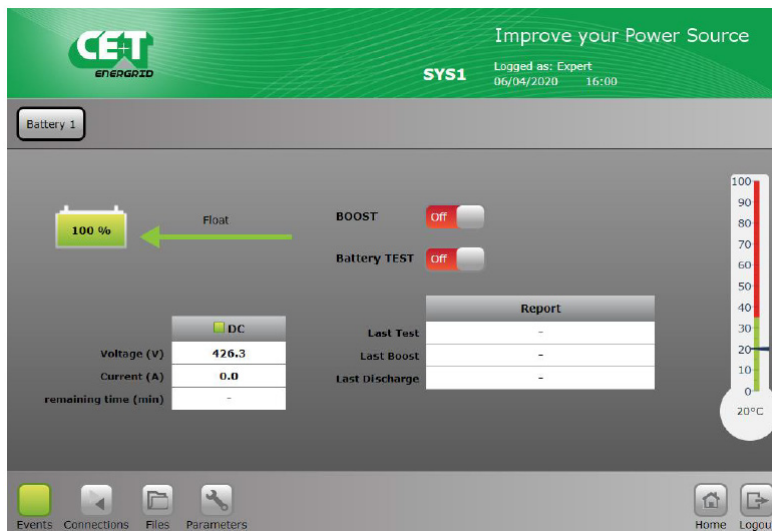 CE+T
ENERGRID
Improve your Power Source
SYS1
Logged as: Expert
06/04/2020 16:00
Battery 1
100 %
Float
BOOST Off
Battery TEST Off
DC
Voltage (V) 426.3
Current (A) 0.0
remaining time (min) -
Report
Last Test -
Last Boost -
Last Discharge -
100
90
80
70
60
50
40
30
20
10
0
20°C
Events Connections Files Parameters Home Logou